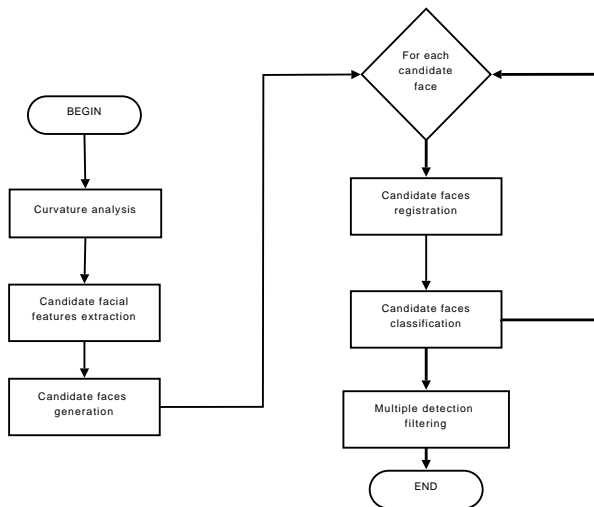 BEGIN
Curvature analysis
Candidate facial
features extraction
Candidate faces
generation
For each
candidate
face
Candidate faces
registration
Candidate faces
classification
Multiple detection
filtering
END